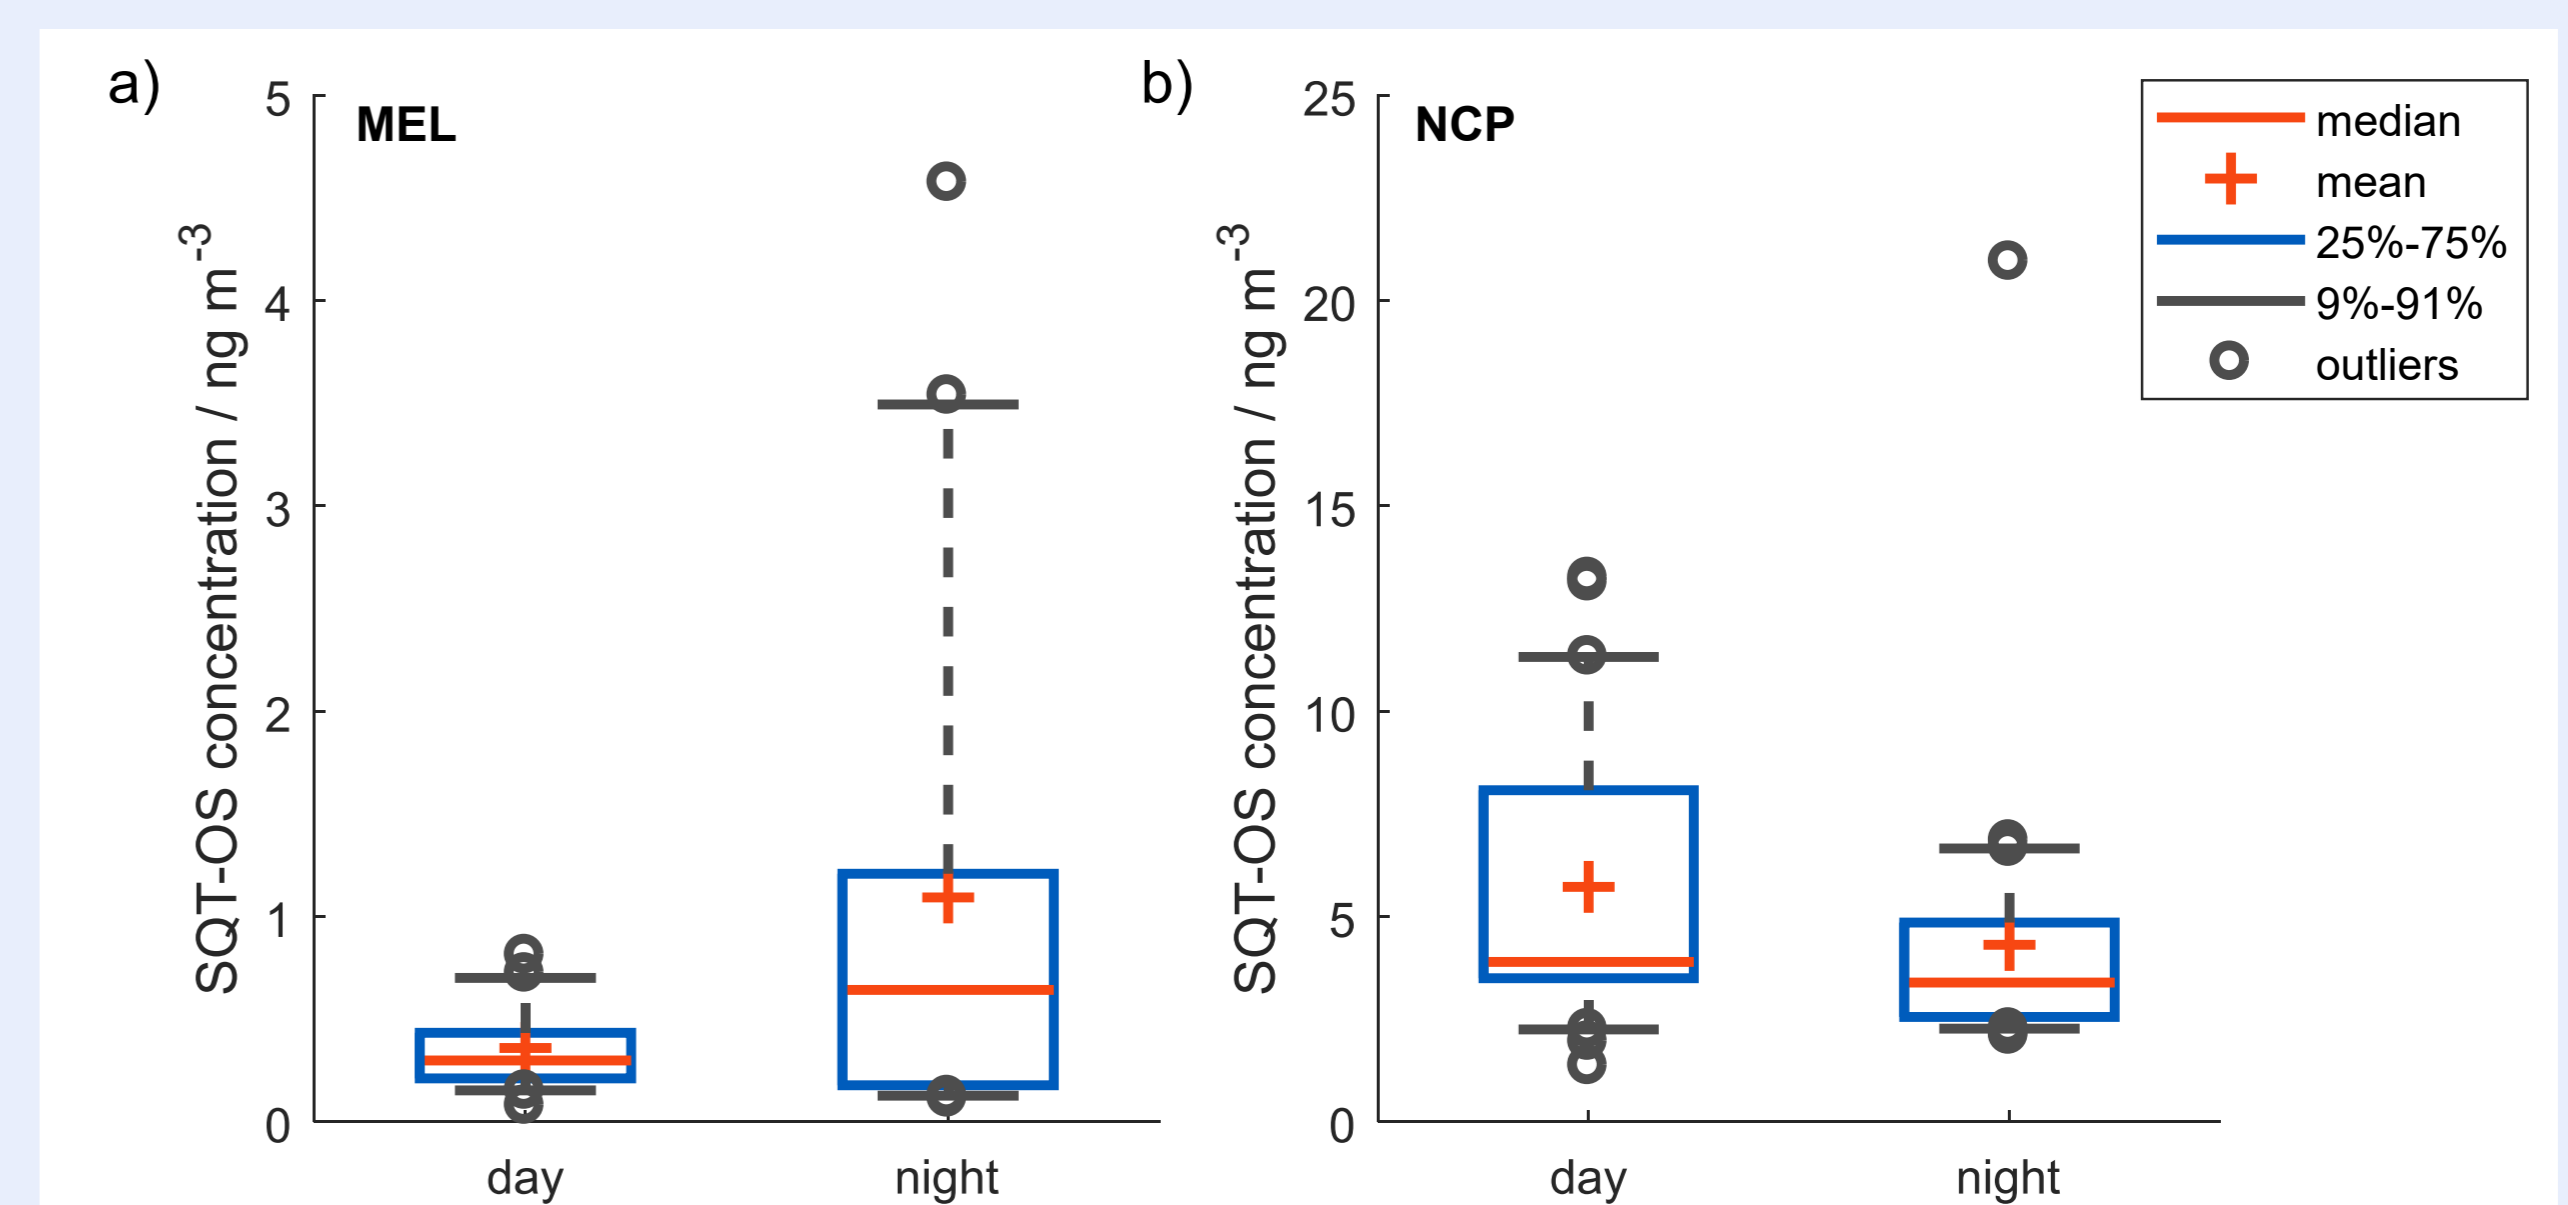 a)
MEL
5
4
3
2
1
0
SQT-OS concentration / ng m-3
day
night
b)
NCP
25
20
15
10
5
0
SQT-OS concentration / ng m-3
day
night
median
mean
25%-75%
9%-91%
outliers